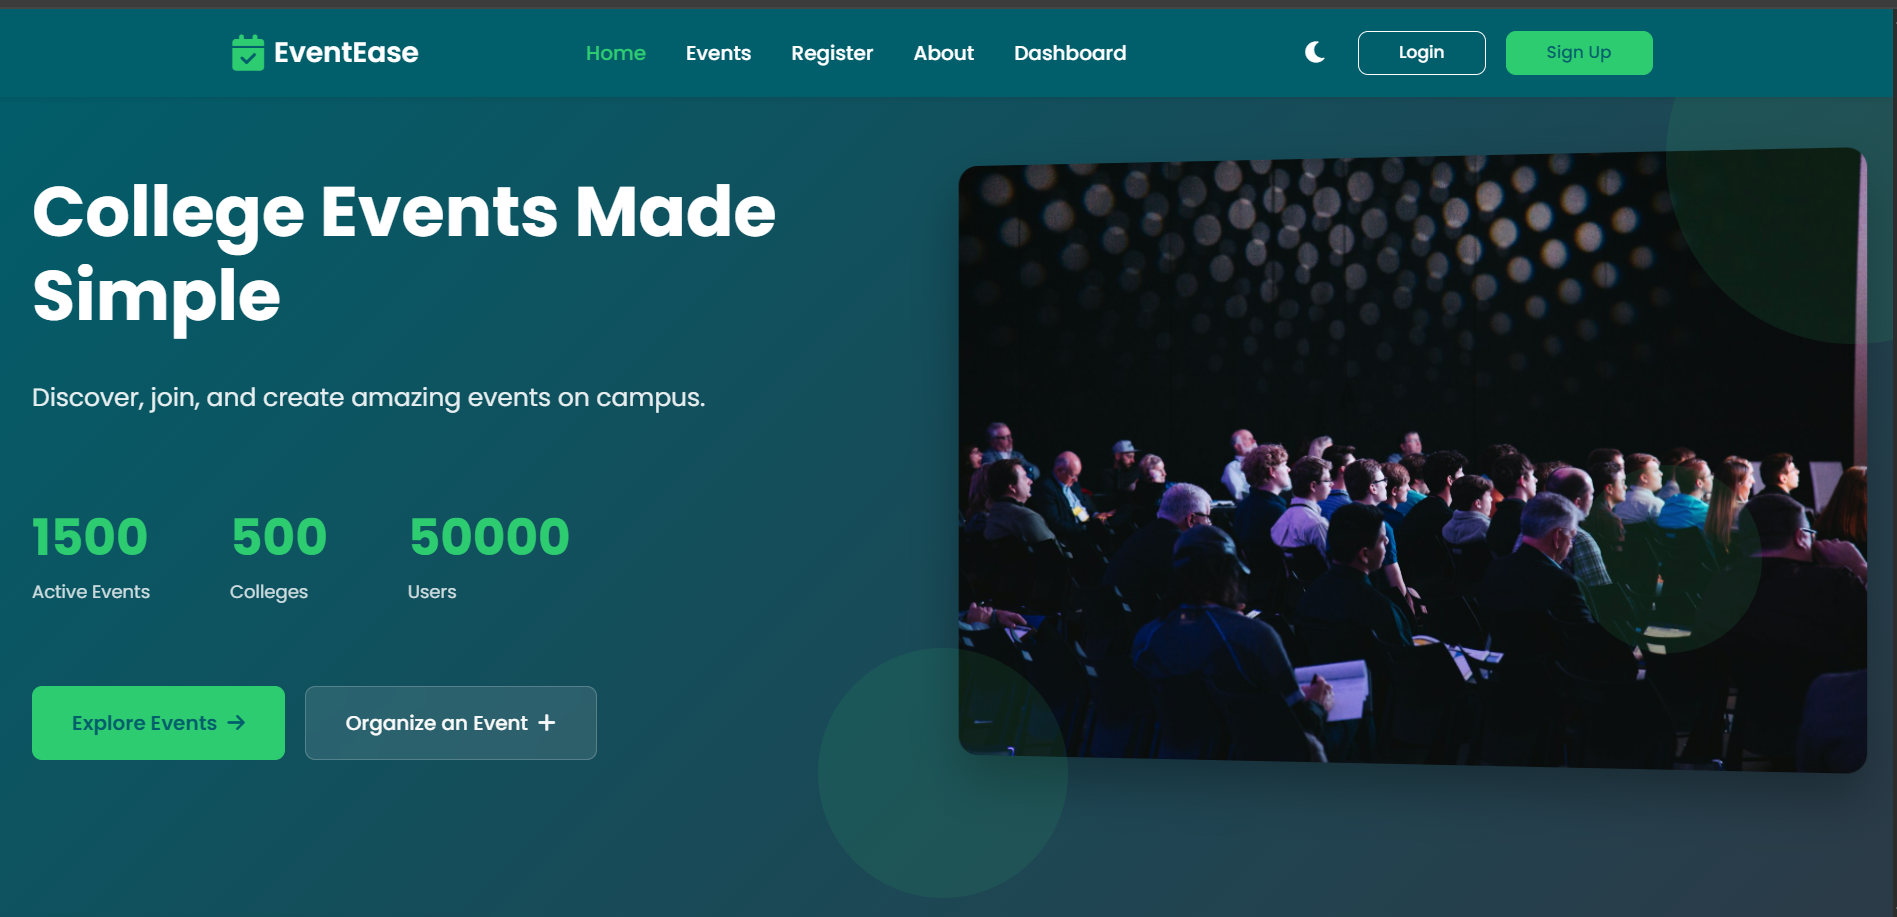 EventEase
Home Events Register About Dashboard
Login Sign Up
College Events Made
Simple
Discover, join, and create amazing events on campus.
1500 500 50000
Active Events Colleges Users
Explore Events → Organize an Event +